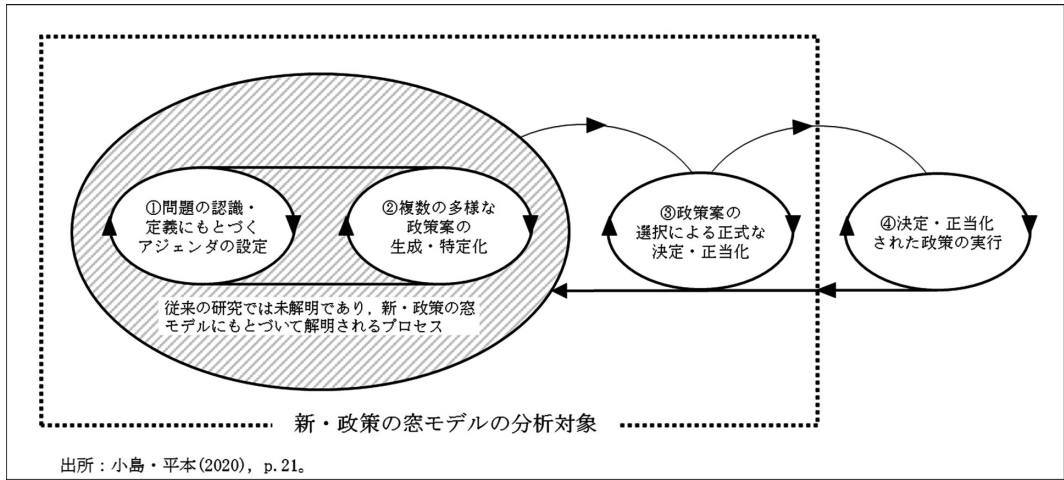 ①問題の認識・
定義にもとづく
アジェンダの設定
②複数の多様な
政策案の
生成・特定化
③政策案の
選択による正式な
決定・正当化
④決定・正当化
された政策の実行
従来の研究では未解明であり，新・政策の窓
モデルにもとづいて解明されるプロセス
新・政策の窓モデルの分析対象
出所：小島・平本(2020)，p.21。